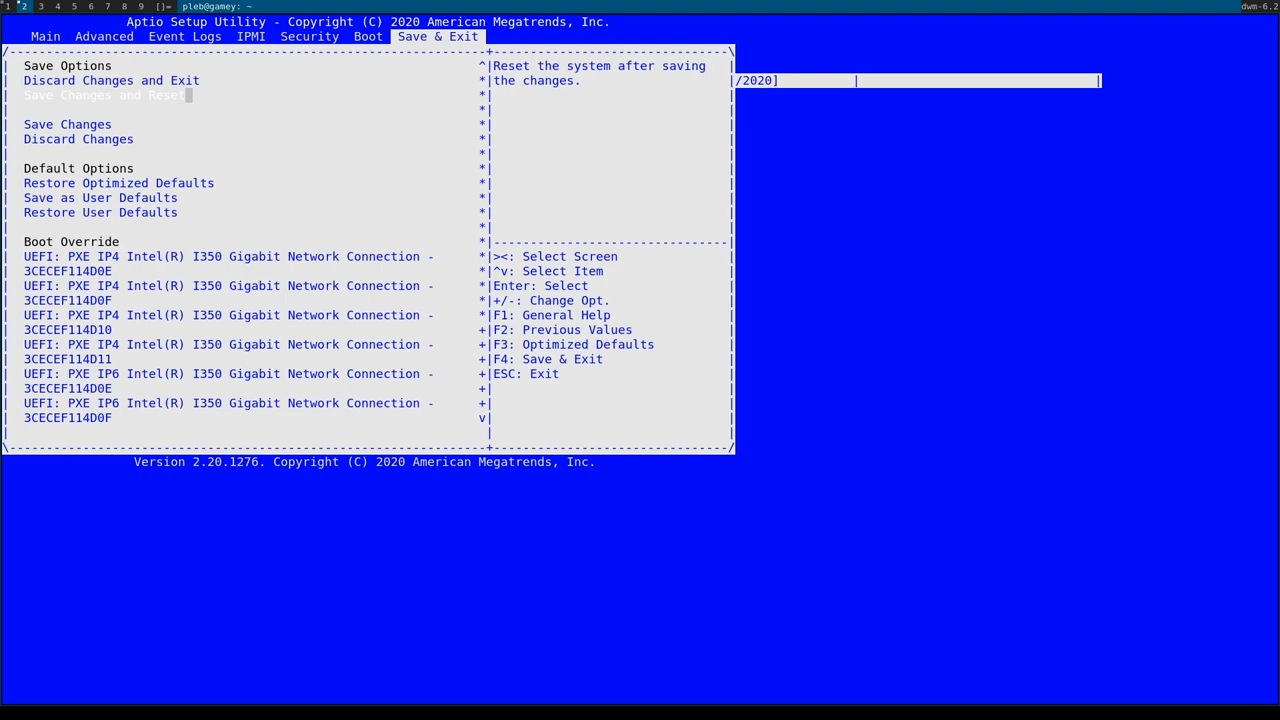 1 2 3 4 5 6 7 8 9 []= pleb@gamey: ~ dwm-6.2
Aptio Setup Utility - Copyright (C) 2020 American Megatrends, Inc.
Main Advanced Event Logs IPMI Security Boot Save & Exit
/-----------------------------------------------------------------+--------------------------------\
| Save Options ^|Reset the system after saving |
| Discard Changes and Exit *|the changes. |/2020] | |
| Save Changes and Reset *| |
| *| |
| Save Changes *| |
| Discard Changes *| |
| *| |
| Default Options *| |
| Restore Optimized Defaults *| |
| Save as User Defaults *| |
| Restore User Defaults *| |
| *| |
| Boot Override *|--------------------------------|
| UEFI: PXE IP4 Intel(R) I350 Gigabit Network Connection - *|><: Select Screen |
| 3CECEF114D0E *|^v: Select Item |
| UEFI: PXE IP4 Intel(R) I350 Gigabit Network Connection - *|Enter: Select |
| 3CECEF114D0F *|+/-: Change Opt. |
| UEFI: PXE IP4 Intel(R) I350 Gigabit Network Connection - *|F1: General Help |
| 3CECEF114D10 +|F2: Previous Values |
| UEFI: PXE IP4 Intel(R) I350 Gigabit Network Connection - +|F3: Optimized Defaults |
| 3CECEF114D11 +|F4: Save & Exit |
| UEFI: PXE IP6 Intel(R) I350 Gigabit Network Connection - +|ESC: Exit |
| 3CECEF114D0E +| |
| UEFI: PXE IP6 Intel(R) I350 Gigabit Network Connection - +| |
| 3CECEF114D0F v| |
| | |
\-----------------------------------------------------------------+--------------------------------/
Version 2.20.1276. Copyright (C) 2020 American Megatrends, Inc.